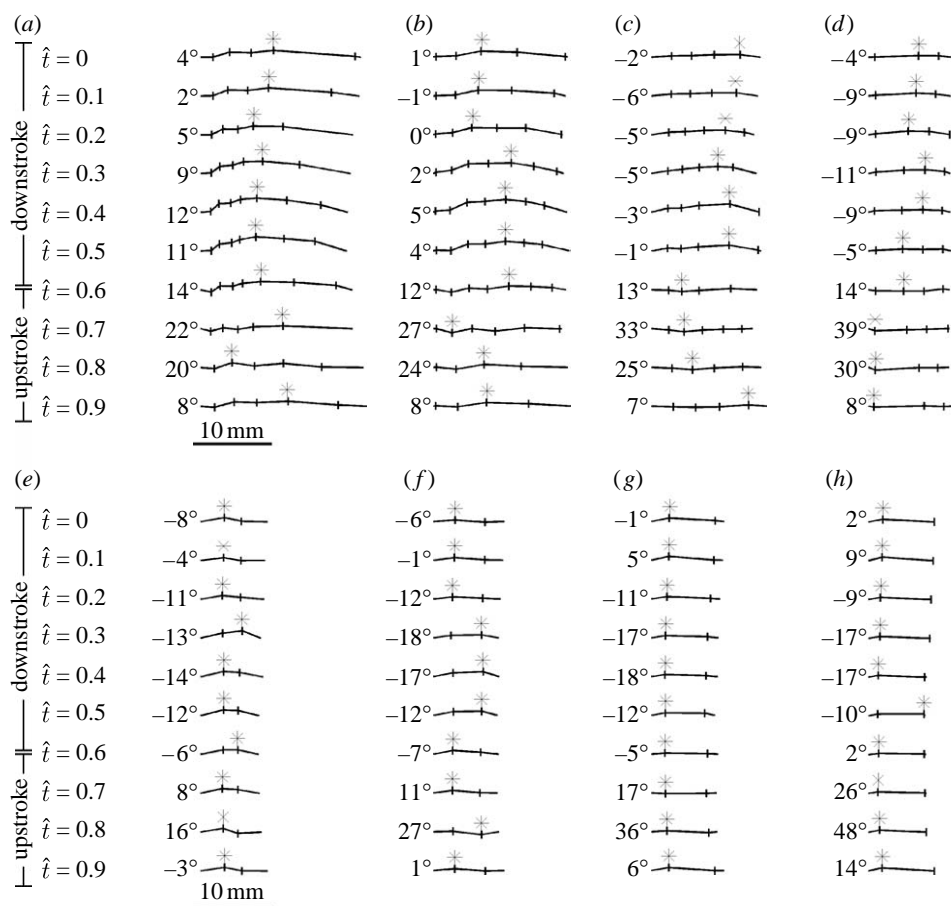 (a) (b) (c) (d)
t̂ = 0 4° 1° –2° –4°
t̂ = 0.1 2° –1° –6° –9°
t̂ = 0.2 5° 0° –5° –9°
t̂ = 0.3 9° 2° –5° –11°
t̂ = 0.4 12° 5° –3° –9°
t̂ = 0.5 11° 4° –1° –5°
t̂ = 0.6 14° 12° 13° 14°
t̂ = 0.7 22° 27° 33° 39°
t̂ = 0.8 20° 24° 25° 30°
t̂ = 0.9 8° 8° 7° 8°
downstroke
upstroke
10 mm
(e) (f) (g) (h)
t̂ = 0 –8° –6° –1° 2°
t̂ = 0.1 –4° –1° 5° 9°
t̂ = 0.2 –11° –12° –11° –9°
t̂ = 0.3 –13° –18° –17° –17°
t̂ = 0.4 –14° –17° –18° –17°
t̂ = 0.5 –12° –12° –12° –10°
t̂ = 0.6 –6° –7° –5° 2°
t̂ = 0.7 8° 11° 17° 26°
t̂ = 0.8 16° 27° 36° 48°
t̂ = 0.9 –3° 1° 6° 14°
downstroke
upstroke
10 mm